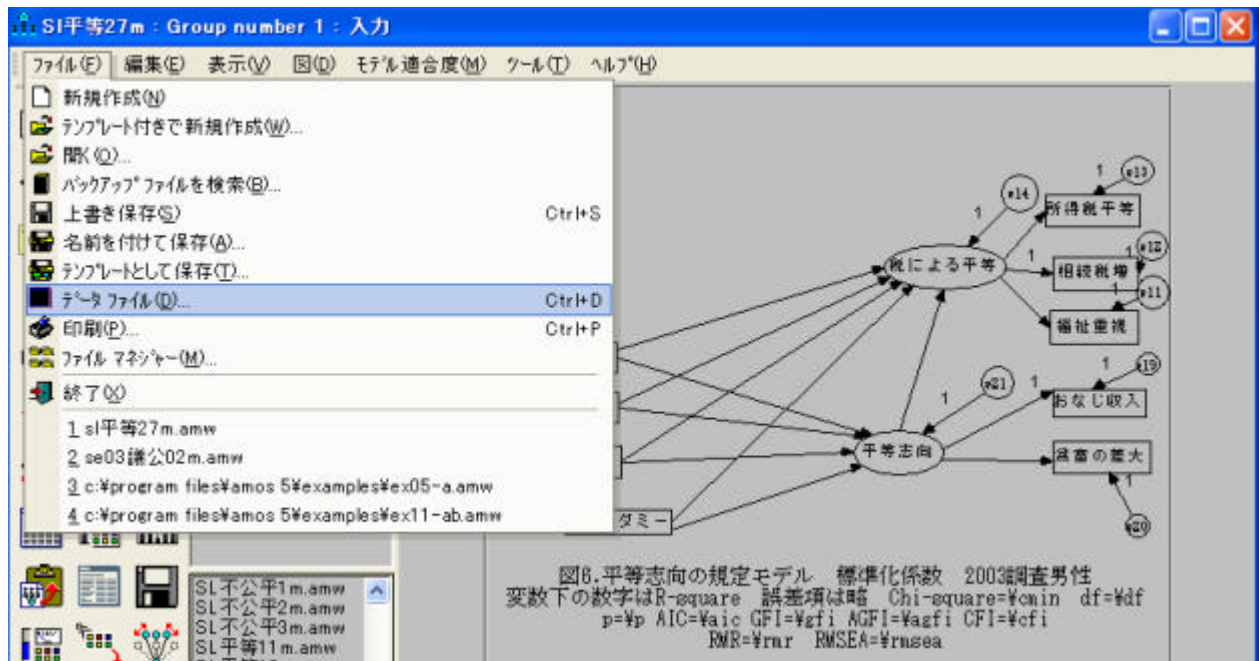 SI平等27m : Group number 1 : 入力
ファイル(F) 編集(E) 表示(V) 図(D) モデル適合度(M) ツール(T) ヘルプ(H)
新規作成(N)
テンプレート付きで新規作成(W)...
開く(O)...
バックアップ ファイルを検索(B)...
上書き保存(S) Ctrl+S
名前を付けて保存(A)...
テンプレートとして保存(T)...
データ ファイル(D)... Ctrl+D
印刷(P)... Ctrl+P
ファイル マネジャー(M)...
終了(X)
1 sl平等27m.amw
2 se03謙公02m.amw
3 c:¥program files¥amos 5¥examples¥ex05-a.amw
4 c:¥program files¥amos 5¥examples¥ex11-ab.amw
1 e13
e14
1 所得税平等
税による平等 1 1 e12
相続税増
1 e11
福祉重視
1 e19
e21 1
1 おなじ収入
平等志向
貧富の差大
1
ダミー
e20
図6.平等志向の規定モデル 標準化係数 2003調査男性
変数下の数字はR-square 誤差項は略 Chi-square=¥cmin df=¥df
p=¥p AIC=¥aic GFI=¥gfi AGFI=¥agfi CFI=¥cfi
RMR=¥rmr RMSEA=¥rmsea
SL不公平1m.amw
SL不公平2m.amw
SL不公平3m.amw
SL平等11m.amw